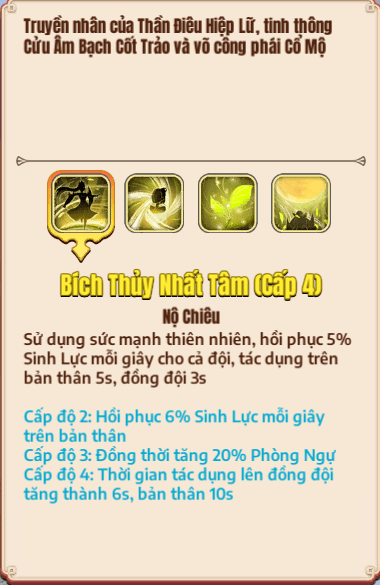 Truyền nhân của Thần Điêu Hiệp Lữ, tinh thông
Cửu Âm Bạch Cốt Trảo và võ công phái Cổ Mộ
Bích Thủy Nhất Tâm (Cấp 4)
Nộ Chiêu
Sử dụng sức mạnh thiên nhiên, hồi phục 5%
Sinh Lực mỗi giây cho cả đội, tác dụng trên
bản thân 5s, đồng đội 3s
Cấp độ 2: Hồi phục 6% Sinh Lực mỗi giây
trên bản thân
Cấp độ 3: Đồng thời tăng 20% Phòng Ngự
Cấp độ 4: Thời gian tác dụng lên đồng đội
tăng thành 6s, bản thân 10s